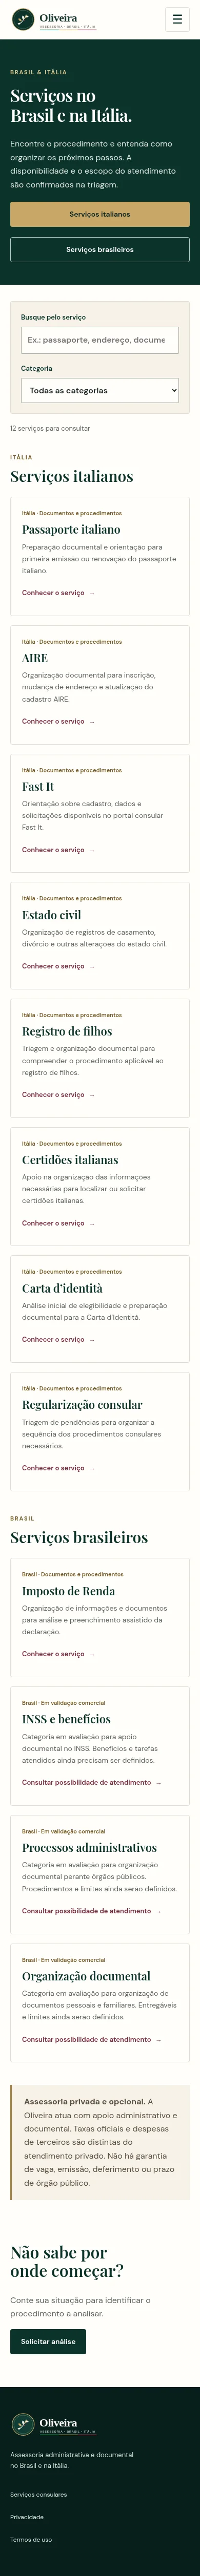 Oliveira
ASSESSORIA • BRASIL • ITÁLIA
☰
BRASIL & ITÁLIA
Serviços no
Brasil e na Itália.
Encontre o procedimento e entenda como
organizar os próximos passos. A
disponibilidade e o escopo do atendimento
são confirmados na triagem.
Serviços italianos
Serviços brasileiros
Busque pelo serviço
Ex.: passaporte, endereço, docume
Categoria
Todas as categorias
12 serviços para consultar
ITÁLIA
Serviços italianos
Itália · Documentos e procedimentos
Passaporte italiano
Preparação documental e orientação para
primeira emissão ou renovação do passaporte
italiano.
Conhecer o serviço →
Itália · Documentos e procedimentos
AIRE
Organização documental para inscrição,
mudança de endereço e atualização do
cadastro AIRE.
Conhecer o serviço →
Itália · Documentos e procedimentos
Fast It
Orientação sobre cadastro, dados e
solicitações disponíveis no portal consular
Fast It.
Conhecer o serviço →
Itália · Documentos e procedimentos
Estado civil
Organização de registros de casamento,
divórcio e outras alterações do estado civil.
Conhecer o serviço →
Itália · Documentos e procedimentos
Registro de filhos
Triagem e organização documental para
compreender o procedimento aplicável ao
registro de filhos.
Conhecer o serviço →
Itália · Documentos e procedimentos
Certidões italianas
Apoio na organização das informações
necessárias para localizar ou solicitar
certidões italianas.
Conhecer o serviço →
Itália · Documentos e procedimentos
Carta d’identità
Análise inicial de elegibilidade e preparação
documental para a Carta d’Identità.
Conhecer o serviço →
Itália · Documentos e procedimentos
Regularização consular
Triagem de pendências para organizar a
sequência dos procedimentos consulares
necessários.
Conhecer o serviço →
BRASIL
Serviços brasileiros
Brasil · Documentos e procedimentos
Imposto de Renda
Organização de informações e documentos
para análise e preenchimento assistido da
declaração.
Conhecer o serviço →
Brasil · Em validação comercial
INSS e benefícios
Categoria em avaliação para apoio
documental no INSS. Benefícios e tarefas
atendidos ainda precisam ser definidos.
Consultar possibilidade de atendimento →
Brasil · Em validação comercial
Processos administrativos
Categoria em avaliação para organização
documental perante órgãos públicos.
Procedimentos e limites ainda serão definidos.
Consultar possibilidade de atendimento →
Brasil · Em validação comercial
Organização documental
Categoria em avaliação para organização de
documentos pessoais e familiares. Entregáveis
e limites ainda serão definidos.
Consultar possibilidade de atendimento →
Assessoria privada e opcional. A
Oliveira atua com apoio administrativo e
documental. Taxas oficiais e despesas
de terceiros são distintas do
atendimento privado. Não há garantia
de vaga, emissão, deferimento ou prazo
de órgão público.
Não sabe por
onde começar?
Conte sua situação para identificar o
procedimento a analisar.
Solicitar análise
Oliveira
ASSESSORIA • BRASIL • ITÁLIA
Assessoria administrativa e documental
no Brasil e na Itália.
Serviços consulares
Privacidade
Termos de uso